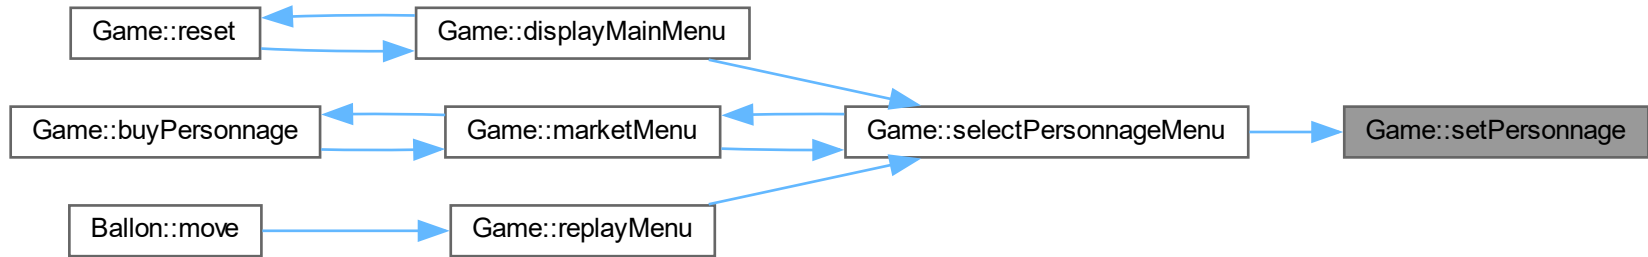 Game::reset
Game::displayMainMenu
Game::buyPersonnage
Game::marketMenu
Game::selectPersonnageMenu
Game::setPersonnage
Ballon::move
Game::replayMenu